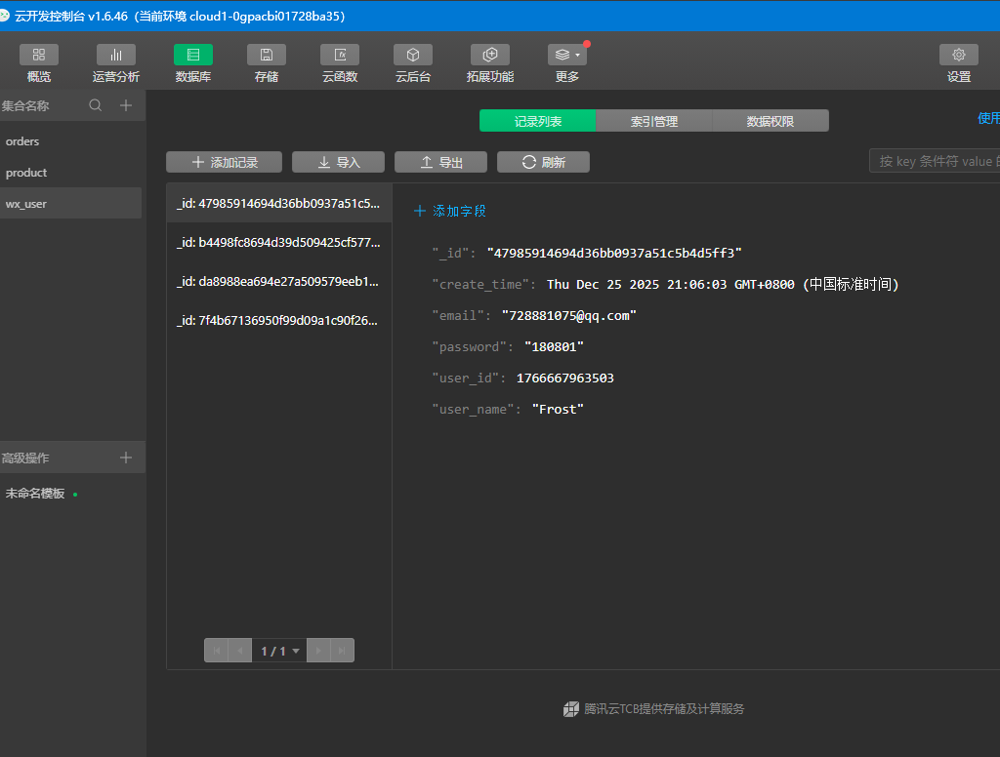 云开发控制台 v1.6.46（当前环境 cloud1-0gpacbi01728ba35）
概览 运营分析 数据库 存储 云函数 云后台 拓展功能 更多 设置
集合名称
orders
product
wx_user
高级操作
未命名模板
记录列表 索引管理 数据权限
使用
添加记录 导入 导出 刷新
按 key 条件符 value
_id: 47985914694d36bb0937a51c5...
_id: b4498fc8694d39d509425cf577...
_id: da8988ea694e27a509579eeb1...
_id: 7f4b67136950f99d09a1c90f26...
1 / 1
添加字段
"_id": "47985914694d36bb0937a51c5b4d5ff3"
"create_time": Thu Dec 25 2025 21:06:03 GMT+0800 (中国标准时间)
"email": "728881075@qq.com"
"password": "180801"
"user_id": 1766667963503
"user_name": "Frost"
腾讯云TCB提供存储及计算服务